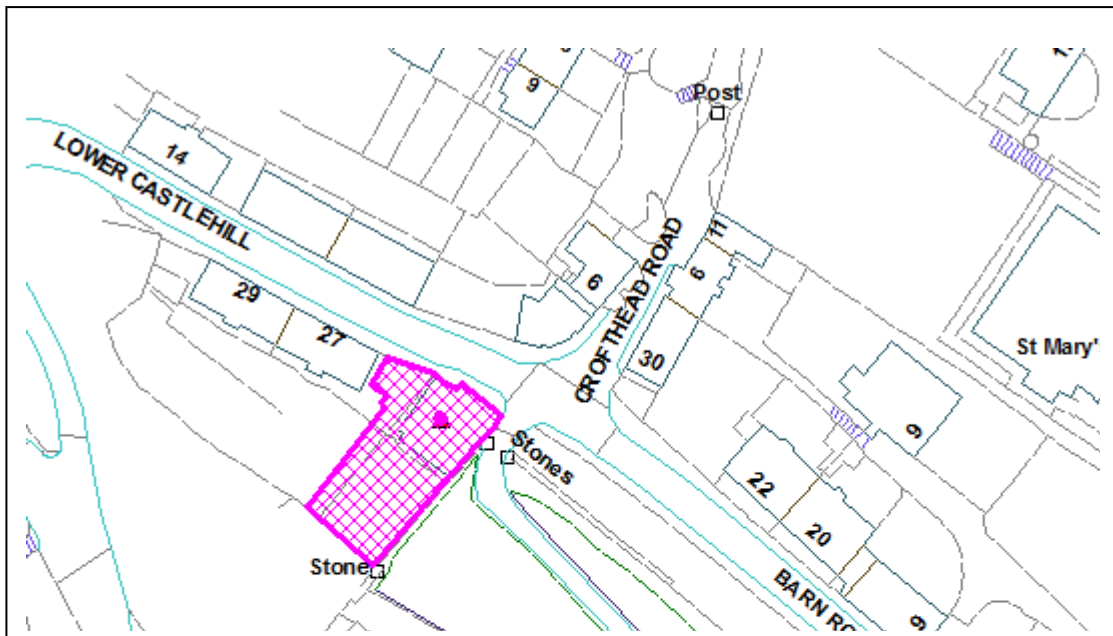 9
Post
14
LOWER CASTLEHILL
11
6
6
CROFTHEAD ROAD
29
27
30
St Mary'
9
Stones
22
20
Stone
BARN RO
9